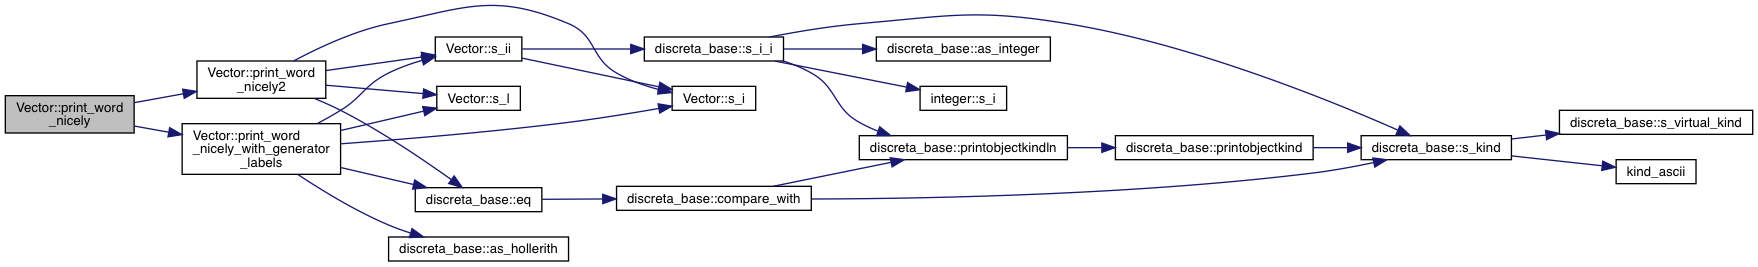 Vector::print_word
_nicely
Vector::print_word
_nicely2
Vector::print_word
_nicely_with_generator
_labels
Vector::s_ii
Vector::s_l
discreta_base::eq
discreta_base::as_hollerith
discreta_base::s_i_i
Vector::s_i
discreta_base::compare_with
discreta_base::as_integer
integer::s_i
discreta_base::printobjectkindln
discreta_base::printobjectkind
discreta_base::s_kind
discreta_base::s_virtual_kind
kind_ascii